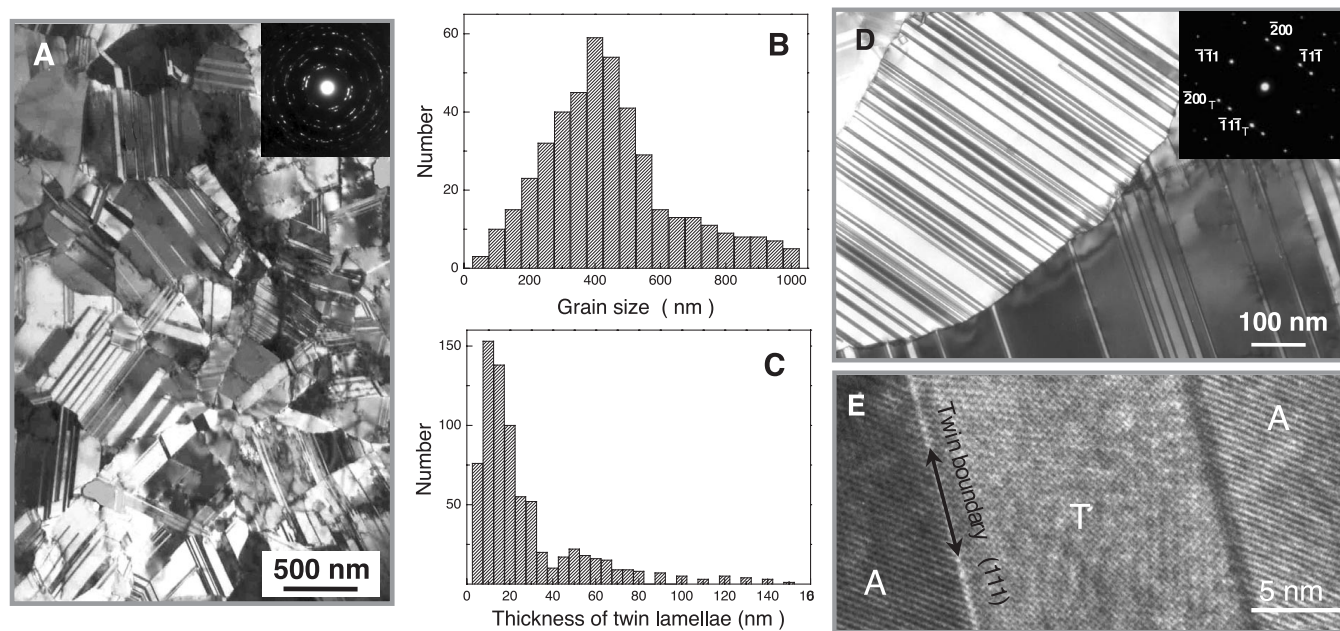 A
500 nm
B
Number
60
40
20
0
0 200 400 600 800 1000
Grain size ( nm )
C
Number
150
100
50
0 20 40 60 80 100 120 140 16
Thickness of twin lamellae (nm)
D
1̅1̅1
2̅00
1̅11̅
2̅00T
1̅11̅T
100 nm
E
A
Twin boundary (111)
T
A
5 nm